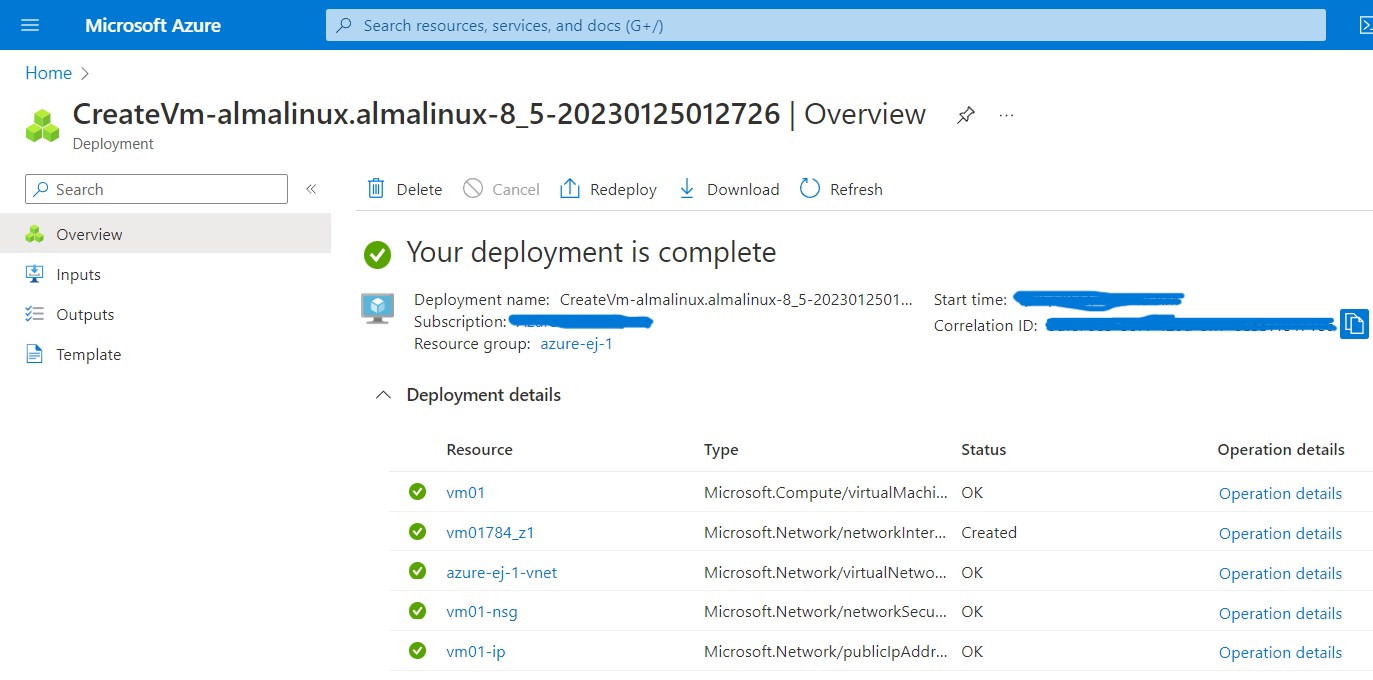 Microsoft Azure
Search resources, services, and docs (G+/)
Home
CreateVm-almalinux.almalinux-8_5-20230125012726 | Overview
Deployment
Search
Overview
Inputs
Outputs
Template
Delete Cancel Redeploy Download Refresh
Your deployment is complete
Deployment name: CreateVm-almalinux.almalinux-8_5-2023012501...
Subscription:
Resource group: azure-ej-1
Start time:
Correlation ID:
Deployment details
Resource Type Status Operation details
vm01 Microsoft.Compute/virtualMachi... OK Operation details
vm01784_z1 Microsoft.Network/networkInter... Created Operation details
azure-ej-1-vnet Microsoft.Network/virtualNetwo... OK Operation details
vm01-nsg Microsoft.Network/networkSecu... OK Operation details
vm01-ip Microsoft.Network/publicIpAddr... OK Operation details